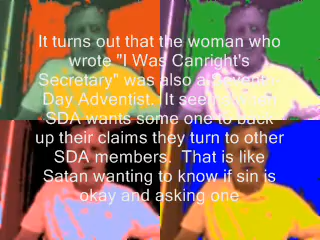 It turns out that the woman who
wrote "I Was Canright's
Secretary" was also a
Day Adventist. It
SDA wants some one to back
up their claims they turn to other
SDA members. That is like
Satan wanting to know if sin is
okay and asking one